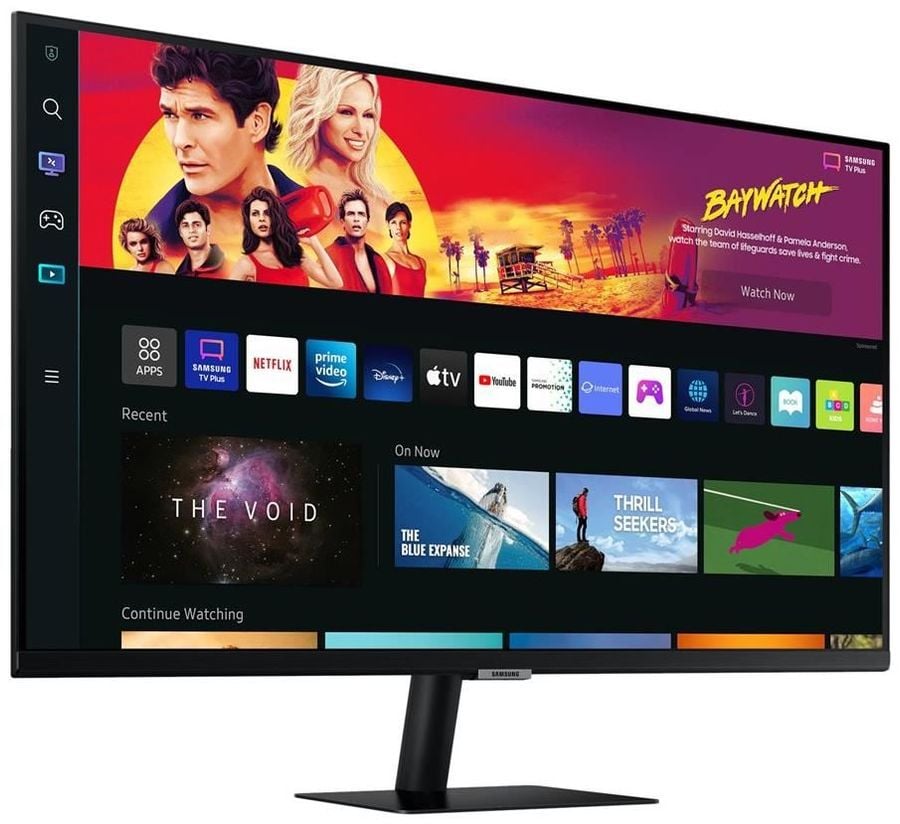 SAMSUNG
TV Plus
BAYWATCH
Starring David Hasselhoff & Pamela Anderson,
watch the team of lifeguards save lives & fight crime.
Watch Now
Sponsored
APPS
SAMSUNG
TV Plus
NETFLIX
prime
video
Disney+
tv
YouTube
PROMOTION
internet
Global News
Let's Dance
BOOK
B C D
KIDS
Recent
THE VOID
On Now
THE
BLUE EXPANSE
THRILL
SEEKERS
Continue Watching
SAMSUNG